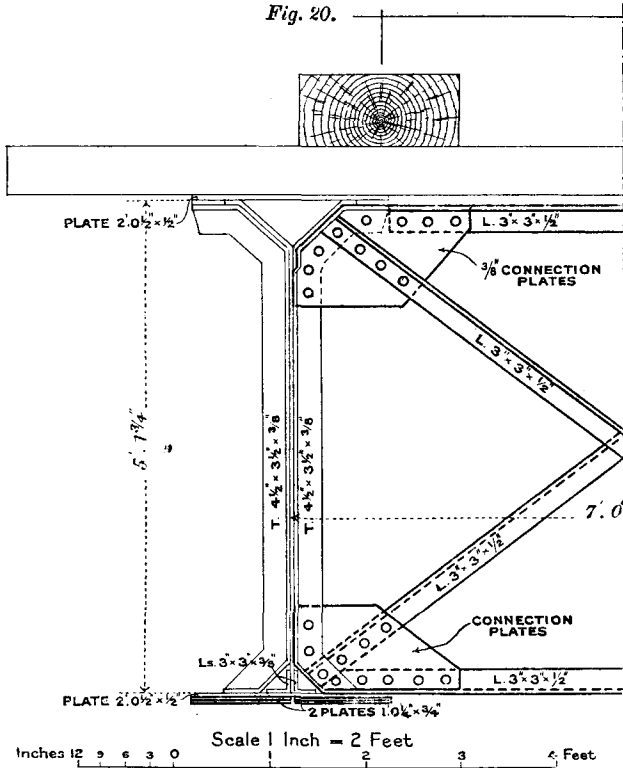 Fig. 20.
PLATE 2'.0½" × ½"
L. 3" × 3" × ½"
3/8" CONNECTION
PLATES
L. 3" × 3" × ½"
5'. 1¾"
T. 4½" × 3½" × 3/8
T. 4½" × 3½" × 3/8
7'. 0
L. 3" × 3" × ½"
CONNECTION
PLATES
Ls. 3" × 3" × 3/8"
L. 3" × 3" × ½"
PLATE 2'.0½" × ½"
2 PLATES 1.0¼" × ¾"
Scale 1 Inch = 2 Feet
Inches 12 9 6 3 0 1 2 3 4 Feet